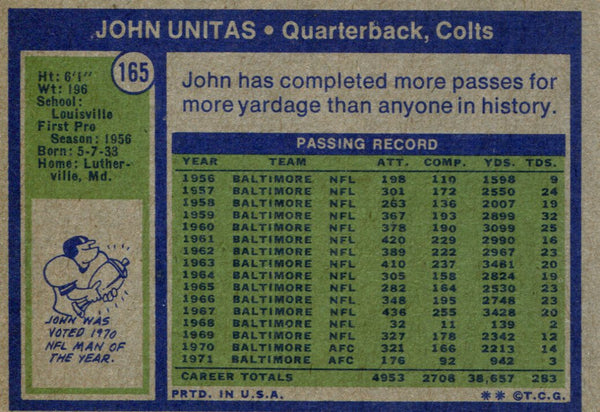 JOHN UNITAS • Quarterback, Colts
165
Ht: 6'1"
Wt: 196
School:
Louisville
First Pro
Season: 1956
Born: 5-7-33
Home: Luther-
ville, Md.
JOHN WAS
VOTED 1970
NFL MAN OF
THE YEAR.
John has completed more passes for
more yardage than anyone in history.
PASSING RECORD
YEAR TEAM ATT. COMP. YDS. TDS.
1956 BALTIMORE NFL 198 110 1598 9
1957 BALTIMORE NFL 301 172 2550 24
1958 BALTIMORE NFL 263 136 2007 19
1959 BALTIMORE NFL 367 193 2899 32
1960 BALTIMORE NFL 378 190 3099 25
1961 BALTIMORE NFL 420 229 2990 16
1962 BALTIMORE NFL 389 222 2967 23
1963 BALTIMORE NFL 410 237 3481 20
1964 BALTIMORE NFL 305 158 2824 19
1965 BALTIMORE NFL 282 164 2530 23
1966 BALTIMORE NFL 348 195 2748 23
1967 BALTIMORE NFL 436 255 3428 20
1968 BALTIMORE NFL 32 11 139 2
1969 BALTIMORE NFL 327 178 2342 12
1970 BALTIMORE AFC 321 166 2213 14
1971 BALTIMORE AFC 176 92 942 3
CAREER TOTALS 4953 2708 38,657 283
PRTD. IN U.S.A. ** ©T.C.G.